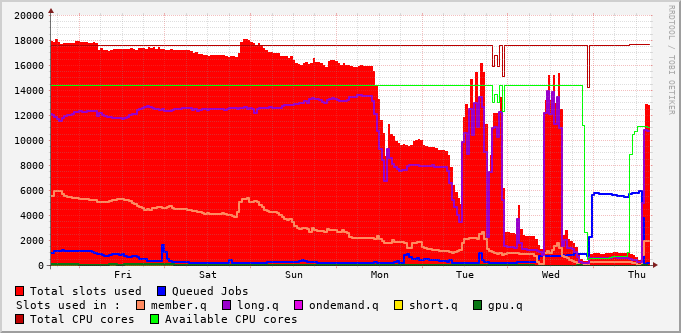 20000
18000
16000
14000
12000
10000
8000
6000
4000
2000
0
Fri Sat Sun Mon Tue Wed Thu
RRDTOOL / TOBI OETIKER
Total slots used Queued Jobs
Slots used in : member.q long.q ondemand.q short.q gpu.q
Total CPU cores Available CPU cores